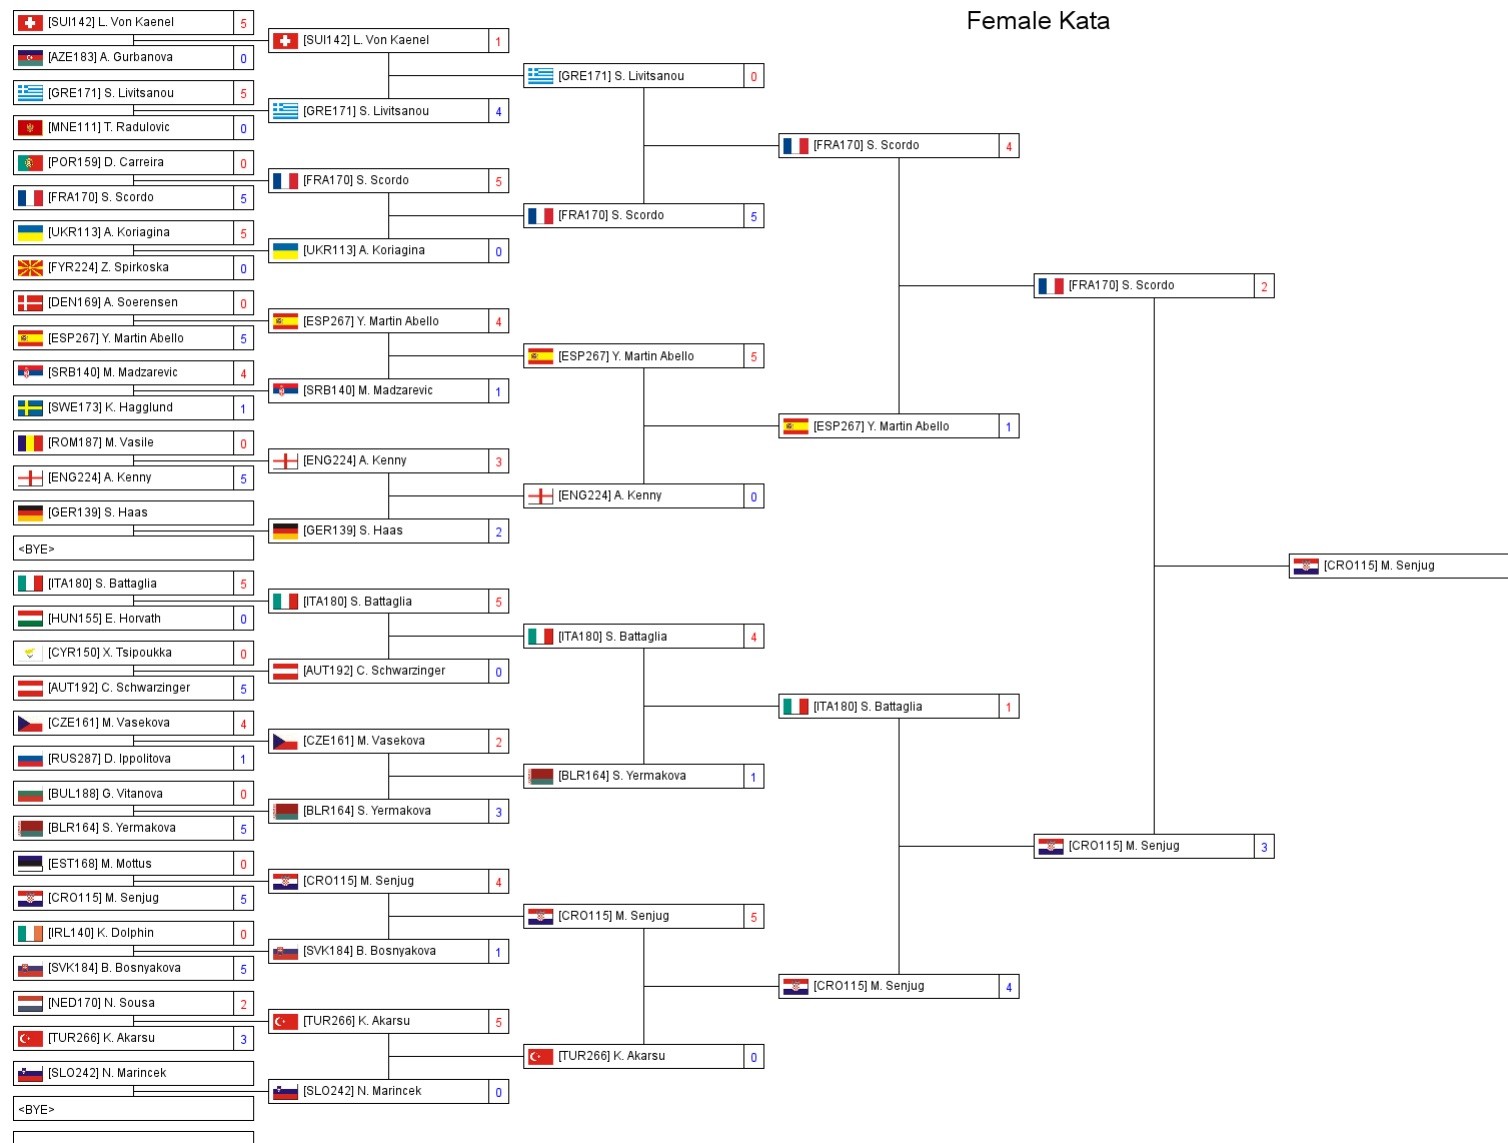 Female Kata
[SUI142] L. Von Kaenel 5
[AZE183] A. Gurbanova 0
[GRE171] S. Livitsanou 5
[MNE111] T. Radulovic 0
[POR159] D. Carreira 0
[FRA170] S. Scordo 5
[UKR113] A. Koriagina 5
[FYR224] Z. Spirkoska 0
[DEN169] A. Soerensen 0
[ESP267] Y. Martin Abello 5
[SRB140] M. Madzarevic 4
[SWE173] K. Hagglund 1
[ROM187] M. Vasile 0
[ENG224] A. Kenny 5
[GER139] S. Haas
<BYE>
[ITA180] S. Battaglia 5
[HUN155] E. Horvath 0
[CYR150] X. Tsipoukka 0
[AUT192] C. Schwarzinger 5
[CZE161] M. Vasekova 4
[RUS287] D. Ippolitova 1
[BUL188] G. Vitanova 0
[BLR164] S. Yermakova 5
[EST168] M. Mottus 0
[CRO115] M. Senjug 5
[IRL140] K. Dolphin 0
[SVK184] B. Bosnyakova 5
[NED170] N. Sousa 2
[TUR266] K. Akarsu 3
[SLO242] N. Marincek
<BYE>
[SUI142] L. Von Kaenel 1
[GRE171] S. Livitsanou 4
[FRA170] S. Scordo 5
[UKR113] A. Koriagina 0
[ESP267] Y. Martin Abello 4
[SRB140] M. Madzarevic 1
[ENG224] A. Kenny 3
[GER139] S. Haas 2
[ITA180] S. Battaglia 5
[AUT192] C. Schwarzinger 0
[CZE161] M. Vasekova 2
[BLR164] S. Yermakova 3
[CRO115] M. Senjug 4
[SVK184] B. Bosnyakova 1
[TUR266] K. Akarsu 5
[SLO242] N. Marincek 0
[GRE171] S. Livitsanou 0
[FRA170] S. Scordo 5
[ESP267] Y. Martin Abello 5
[ENG224] A. Kenny 0
[ITA180] S. Battaglia 4
[BLR164] S. Yermakova 1
[CRO115] M. Senjug 5
[TUR266] K. Akarsu 0
[FRA170] S. Scordo 4
[ESP267] Y. Martin Abello 1
[ITA180] S. Battaglia 1
[CRO115] M. Senjug 4
[FRA170] S. Scordo 2
[CRO115] M. Senjug 3
[CRO115] M. Senjug